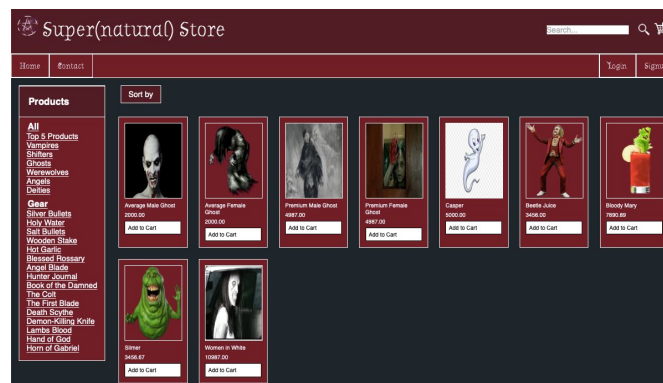 Super(natural) Store
Search...
Home
Contact
Login
Signu
Products
Sort by
All
Top 5 Products
Vampires
Shifters
Ghosts
Werewolves
Angels
Deities
Gear
Silver Bullets
Holy Water
Salt Bullets
Wooden Stake
Hot Garlic
Blessed Rossary
Angel Blade
Hunter Journal
Book of the Damned
The Colt
The First Blade
Death Scythe
Demon-Killing Knife
Lambs Blood
Hand of God
Horn of Gabriel
Average Male Ghost
2000.00
Add to Cart
Average Female
Ghost
2000.00
Add to Cart
Premium Male Ghost
4987.00
Add to Cart
Premium Female
Ghost
4987.00
Add to Cart
Casper
5000.00
Add to Cart
Beetle Juice
3456.00
Add to Cart
Bloody Mary
7890.69
Add to Cart
Slimer
3456.67
Add to Cart
Women in White
10987.00
Add to Cart